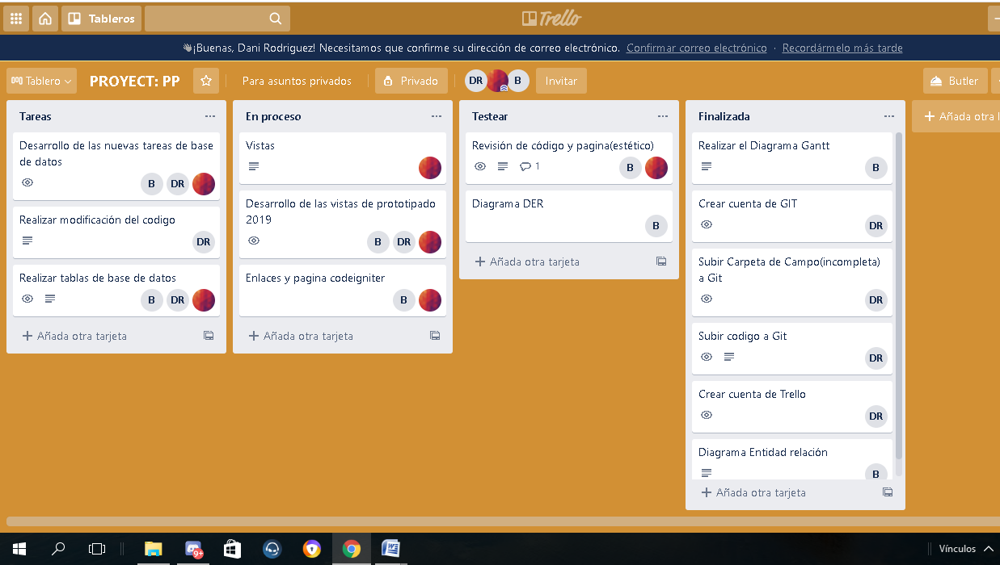 Tableros
Trello
👋¡Buenas, Dani Rodriguez! Necesitamos que confirme su dirección de correo electrónico. Confirmar correo electrónico · Recordármelo más tarde
Tablero
PROYECT: PP
Para asuntos privados
Privado
DR
B
Invitar
Butler
Tareas
Desarrollo de las nuevas tareas de base
de datos
B DR
Realizar modificación del codigo
DR
Realizar tablas de base de datos
B DR
+ Añada otra tarjeta
En proceso
Vistas
Desarrollo de las vistas de prototipado
2019
B DR
Enlaces y pagina codeigniter
B
+ Añada otra tarjeta
Testear
Revisión de código y pagina(estético)
1
B
Diagrama DER
B
+ Añada otra tarjeta
Finalizada
Realizar el Diagrama Gantt
B
Crear cuenta de GIT
DR
Subir Carpeta de Campo(incompleta)
a Git
DR
Subir codigo a Git
DR
Crear cuenta de Trello
DR
Diagrama Entidad relación
B
+ Añada otra tarjeta
+ Añada otra l
9+
W
Vínculos